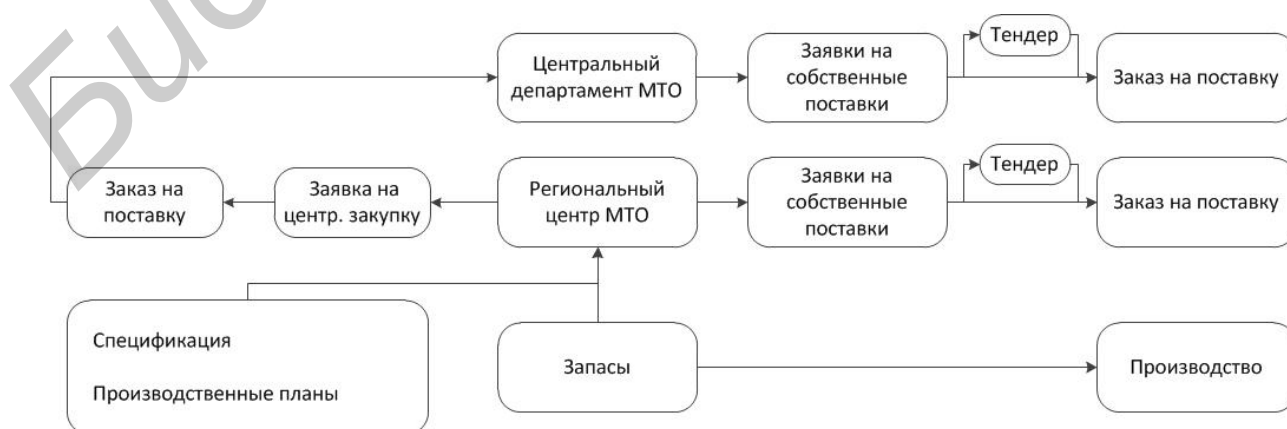 Центральный
департамент МТО
Заявки на
собственные
поставки
Тендер
Заказ на поставку
Заказ на
поставку
Заявка на
центр. закупку
Региональный
центр МТО
Заявки на
собственные
поставки
Тендер
Заказ на поставку
Спецификация
Производственные планы
Запасы
Производство